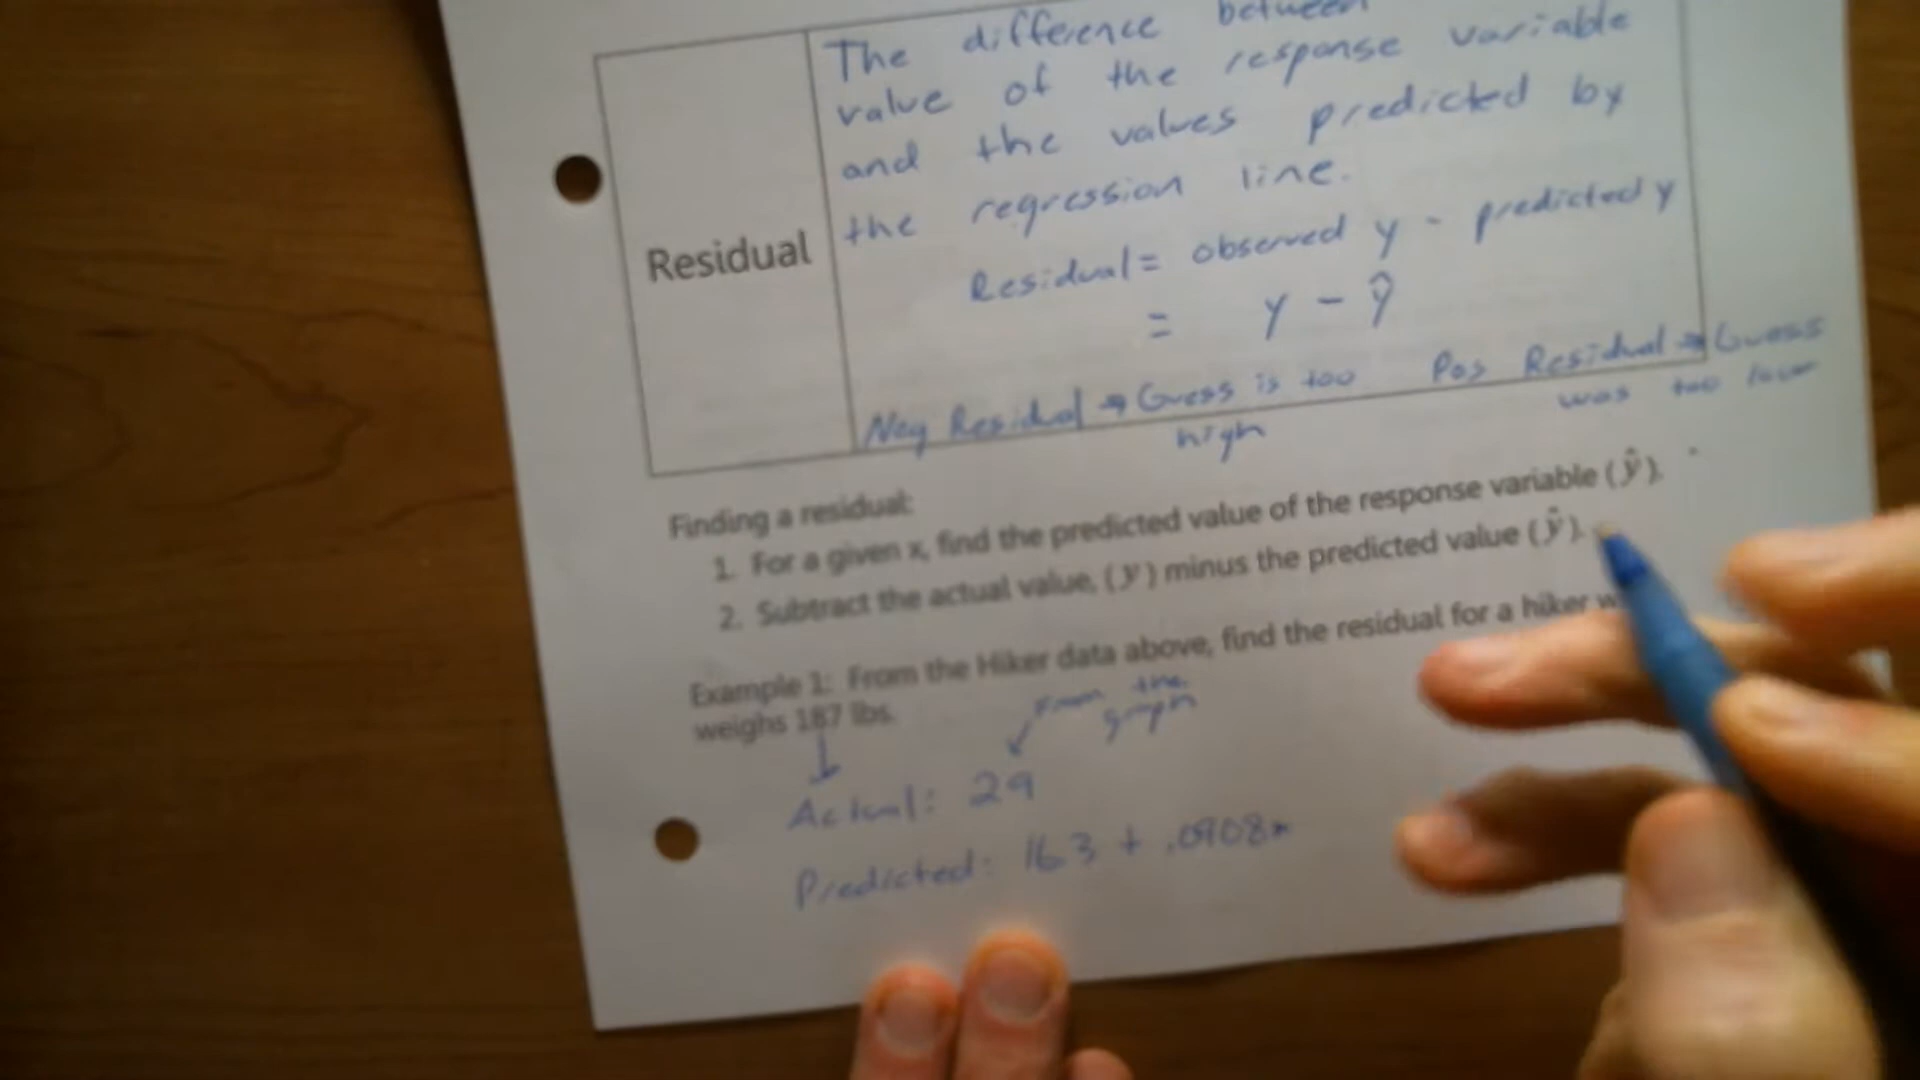 The difference between
value of the response variable
and the values predicted by
the regression line.
Residual
Residual = observed y - predicted y
= y - ŷ
Neg Residual → Guess is too high
Pos Residual → Guess was too low
Finding a residual:
1. For a given x, find the predicted value of the response variable (ŷ).
2. Subtract the actual value, (y) minus the predicted value (ŷ).
Example 1: From the Hiker data above, find the residual for a hiker w
weighs 187 lbs.
From the
graph
Actual: 29
Predicted: 163 + .0908x